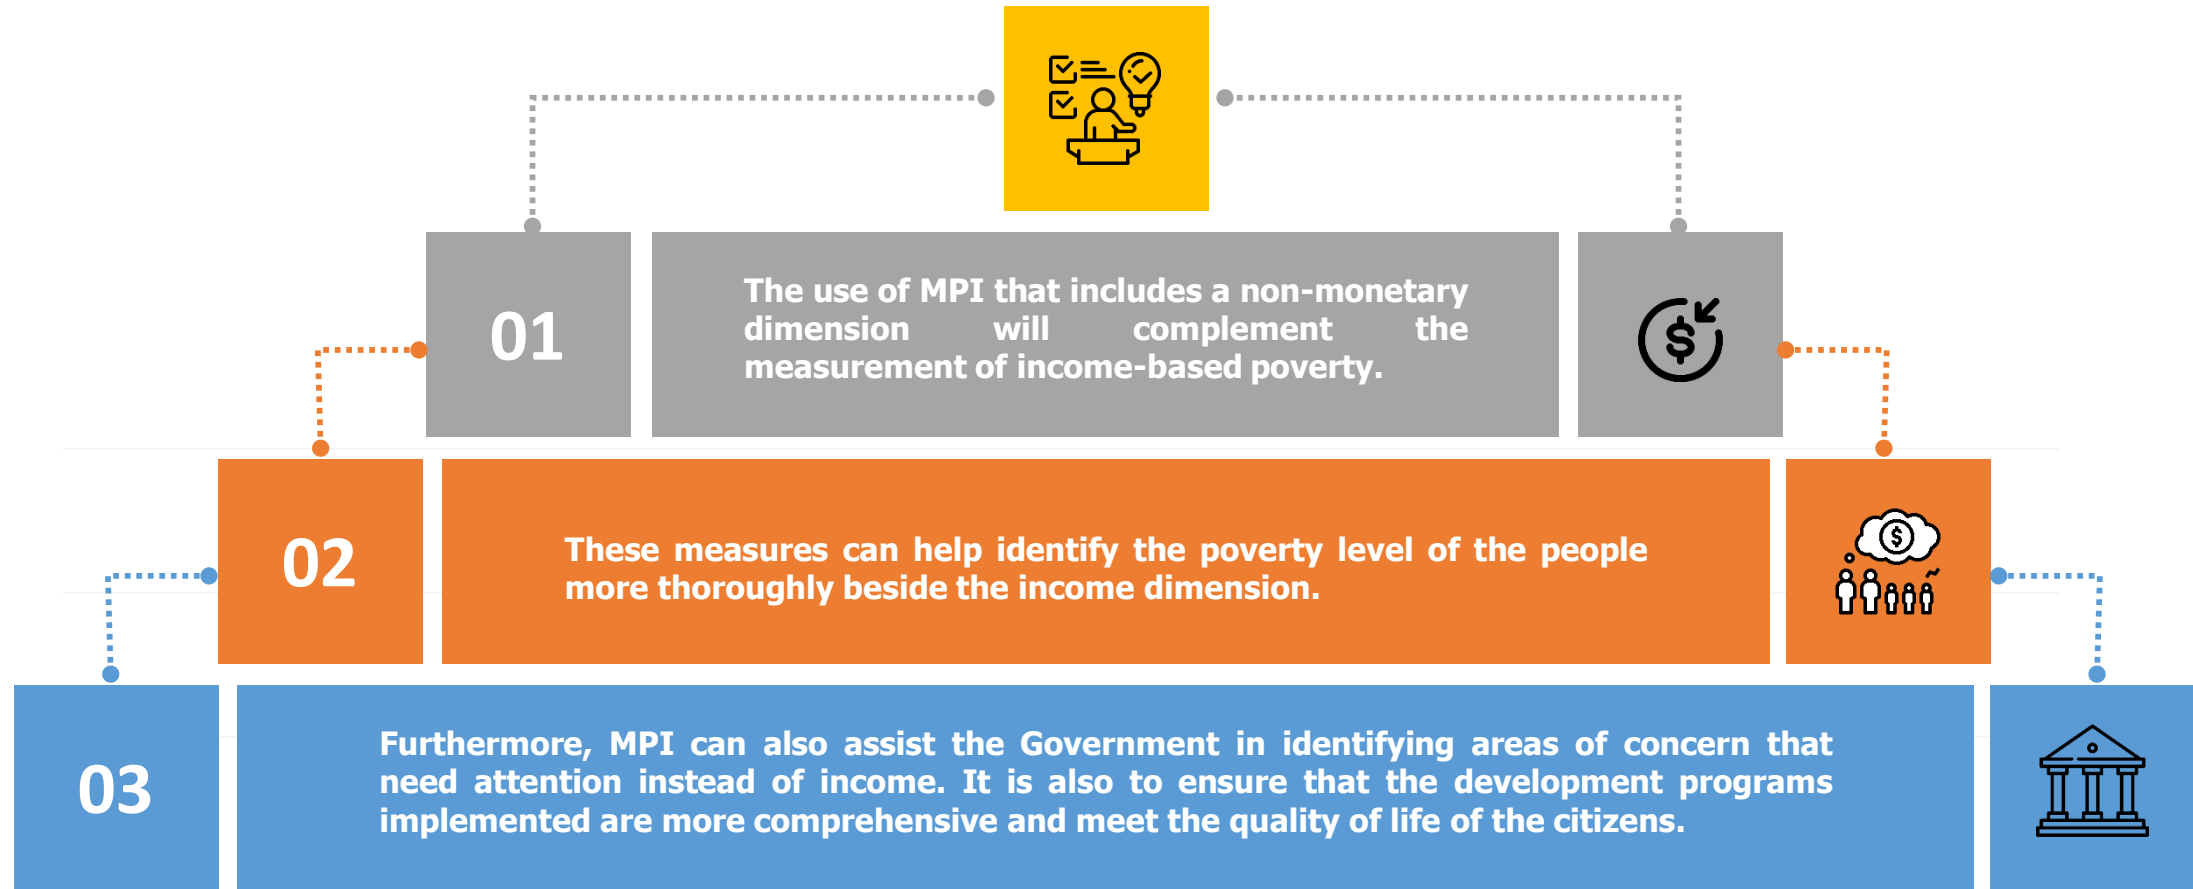 01
The use of MPI that includes a non-monetary
dimension will complement the
measurement of income-based poverty.
02
These measures can help identify the poverty level of the people
more thoroughly beside the income dimension.
03
Furthermore, MPI can also assist the Government in identifying areas of concern that
need attention instead of income. It is also to ensure that the development programs
implemented are more comprehensive and meet the quality of life of the citizens.